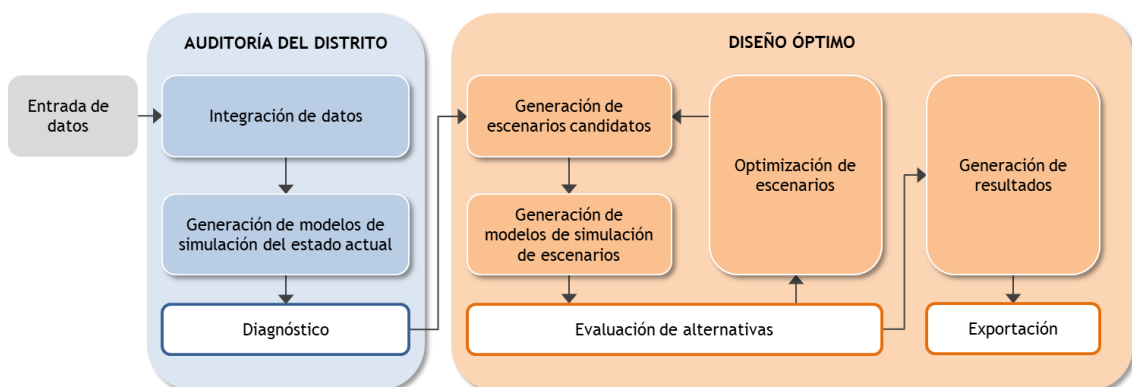 AUDITORÍA DEL DISTRITO
DISEÑO ÓPTIMO
Entrada de
datos
Integración de datos
Generación de modelos de
simulación del estado actual
Diagnóstico
Generación de
escenarios candidatos
Generación de
modelos de simulación
de escenarios
Optimización de
escenarios
Evaluación de alternativas
Generación de
resultados
Exportación